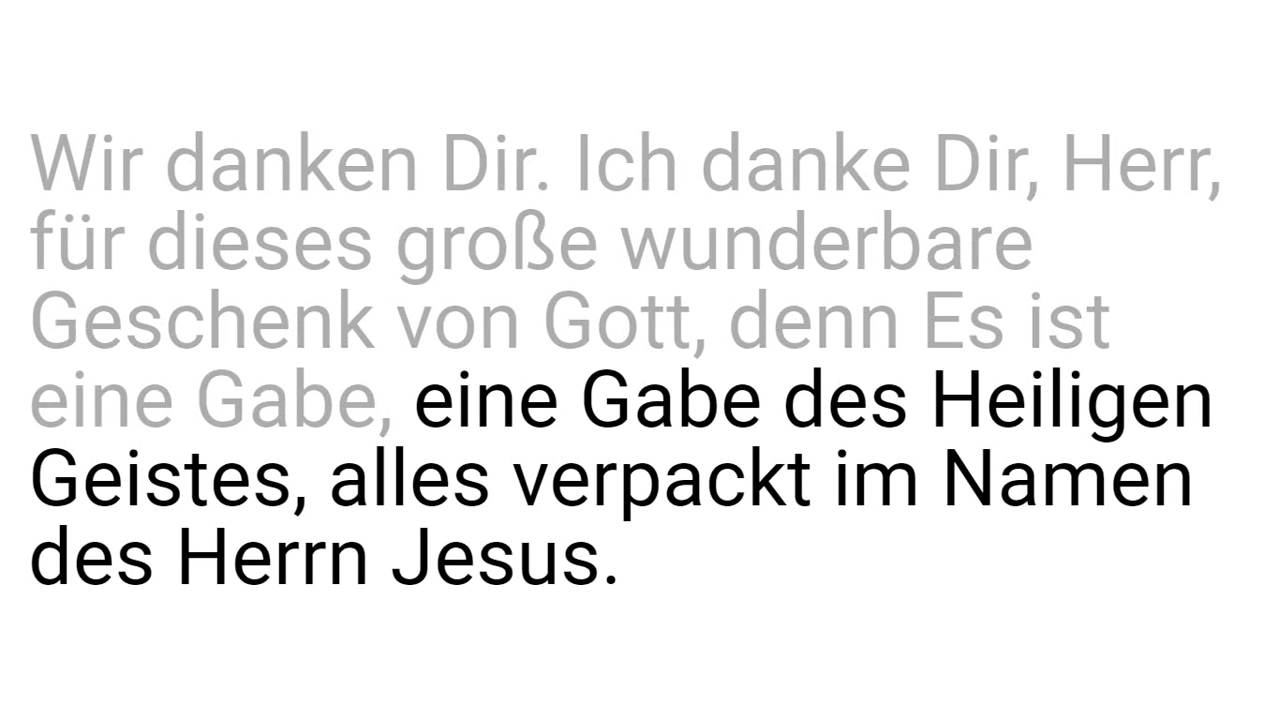 Wir danken Dir. Ich danke Dir, Herr,
für dieses große wunderbare
Geschenk von Gott, denn Es ist
eine Gabe, eine Gabe des Heiligen
Geistes, alles verpackt im Namen
des Herrn Jesus.